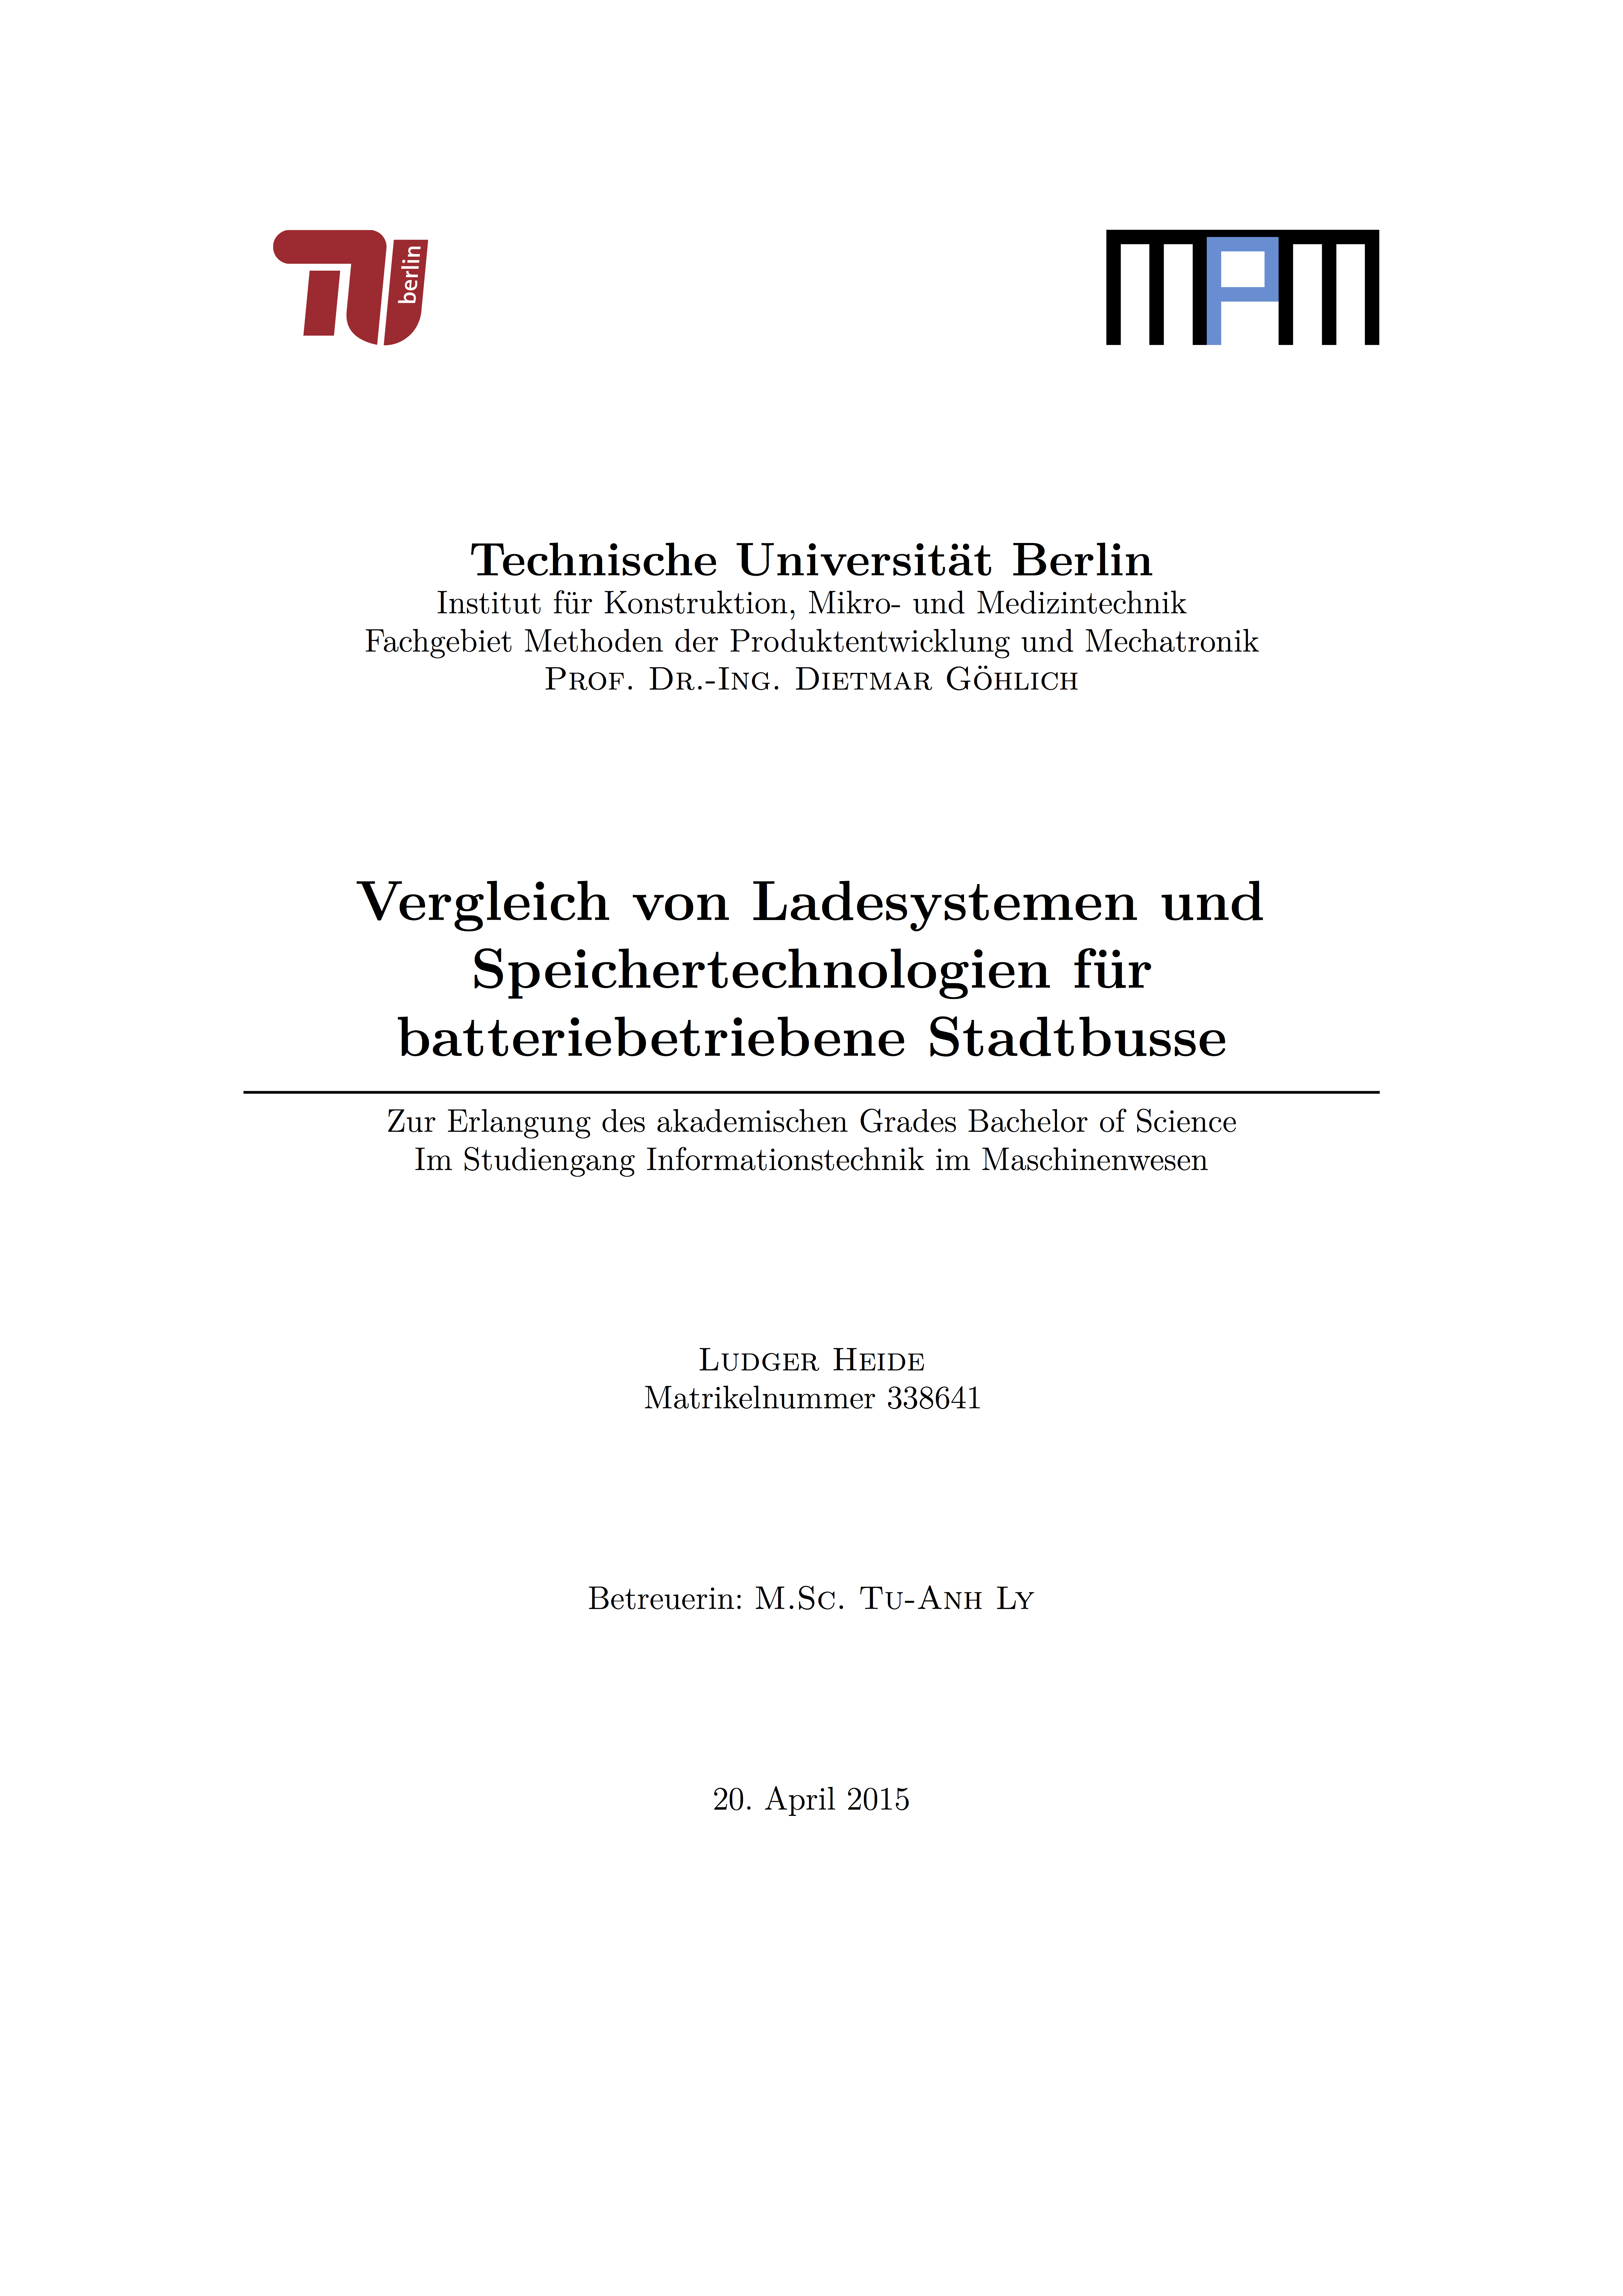 berlin
mPm
Technische Universität Berlin
Institut für Konstruktion, Mikro- und Medizintechnik
Fachgebiet Methoden der Produktentwicklung und Mechatronik
Prof. Dr.-Ing. Dietmar Göhlich
Vergleich von Ladesystemen und
Speichertechnologien für
batteriebetriebene Stadtbusse
Zur Erlangung des akademischen Grades Bachelor of Science
Im Studiengang Informationstechnik im Maschinenwesen
Ludger Heide
Matrikelnummer 338641
Betreuerin: M.Sc. Tu-Anh Ly
20. April 2015